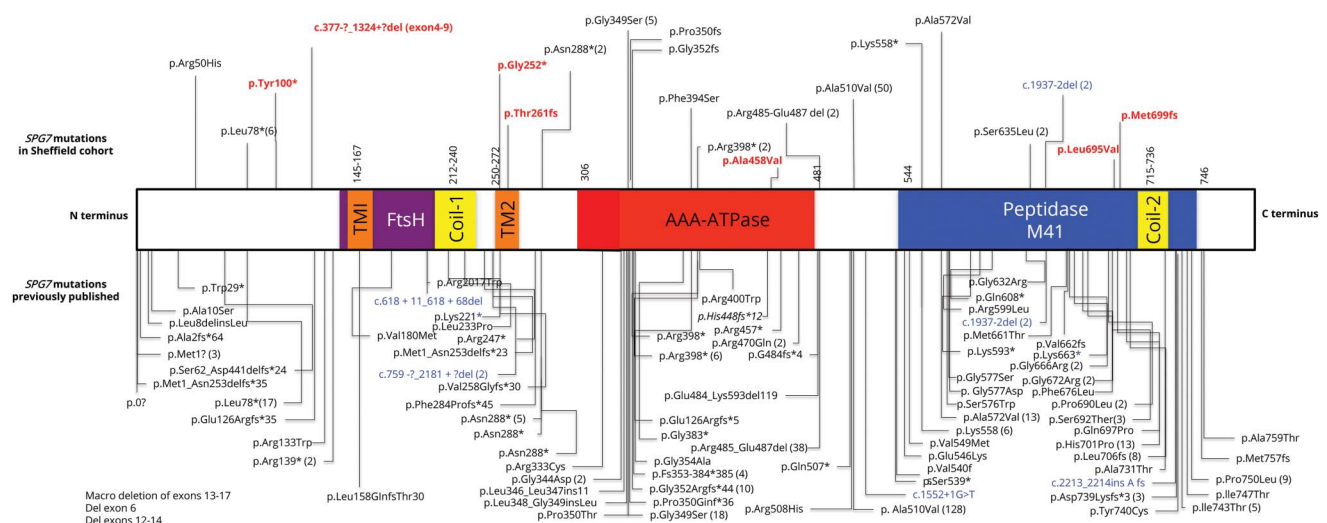 c.377-?_1324+?del (exon4-9)
p.Gly349Ser (5)
p.Pro350fs
p.Gly352fs
p.Ala572Val
p.Lys558*
p.Asn288*(2)
p.Arg50His
p.Tyr100*
p.Gly252*
p.Ala510Val (50)
c.1937-2del (2)
p.Leu78*(6)
p.Thr261fs
p.Phe394Ser
p.Arg485-Glu487 del (2)
p.Met699fs
p.Ser635Leu (2)
SPG7 mutations
in Sheffield cohort
p.Arg398* (2)
p.Ala458Val
p.Leu695Val
145-167
212-240
250-272
306
481
544
715-736
746
N terminus
TMI
FtsH
Coil-1
TM2
AAA-ATPase
Peptidase
M41
Coil-2
C terminus
SPG7 mutations
previously published
p.Trp29*
p.Ala10Ser
p.Leu8delinsLeu
p.Ala2fs*64
p.Met1? (3)
p.Ser62_Asp441delfs*24
p.Met1_Asn253delfs*35
p.0?
p.Leu78*(17)
p.Glu126Argfs*35
p.Arg133Trp
p.Arg139* (2)
p.Leu158GlnfsThr30
Macro deletion of exons 13-17
Del exon 6
Del exons 12-14
p.Arg2017Trp
c.618 + 11_618 + 68del
p.Lys221*
p.Leu233Pro
p.Val180Met
p.Arg247*
p.Met1_Asn253delfs*23
c.759 -?_2181 + ?del (2)
p.Val258Glyfs*30
p.Phe284Profs*45
p.Asn288* (5)
p.Asn288*
p.Asn288*
p.Arg333Cys
p.Gly344Asp (2)
p.Leu346_Leu347ins11
p.Leu348_Gly349insLeu
p.Pro350Thr
p.Arg400Trp
p.His448fs*12
p.Arg398*
p.Arg457*
p.Arg470Gln (2)
p.Arg398* (6)
p.G484fs*4
p.Glu484_Lys593del119
p.Glu126Argfs*5
p.Gly383*
p.Arg485_Glu487del (38)
p.Gly354Ala
p.Fs353-384*385 (4)
p.Gly352Argfs*44 (10)
p.Pro350Ginf*36
p.Gly349Ser (18)
p.Gln507*
p.Arg508His
p.Ala510Val (128)
c.1552+1G>T
p.Gly632Arg
p.Gln608*
p.Arg599Leu
c.1937-2del (2)
p.Met661Thr
p.Lys593*
p.Gly577Ser
p.Gly577Asp
p.Ser576Trp
p.Ala572Val (13)
p.Lys558 (6)
p.Val549Met
p.Glu546Lys
p.Val540f
p.Ser539*
p.Val662fs
p.Lys663*
p.Gly666Arg (2)
p.Gly672Arg (2)
p.Phe676Leu
p.Pro690Leu (2)
p.Ser692Ter(3)
p.Gln697Pro
p.His701Pro (13)
p.Leu706fs (8)
p.Ala731Thr
c.2213_2214ins A fs
p.Asp739Lysfs*3 (3)
p.Tyr740Cys
p.Ala759Thr
p.Met757fs
p.Pro750Leu (9)
p.Ile747Thr
p.Ile743Thr (5)